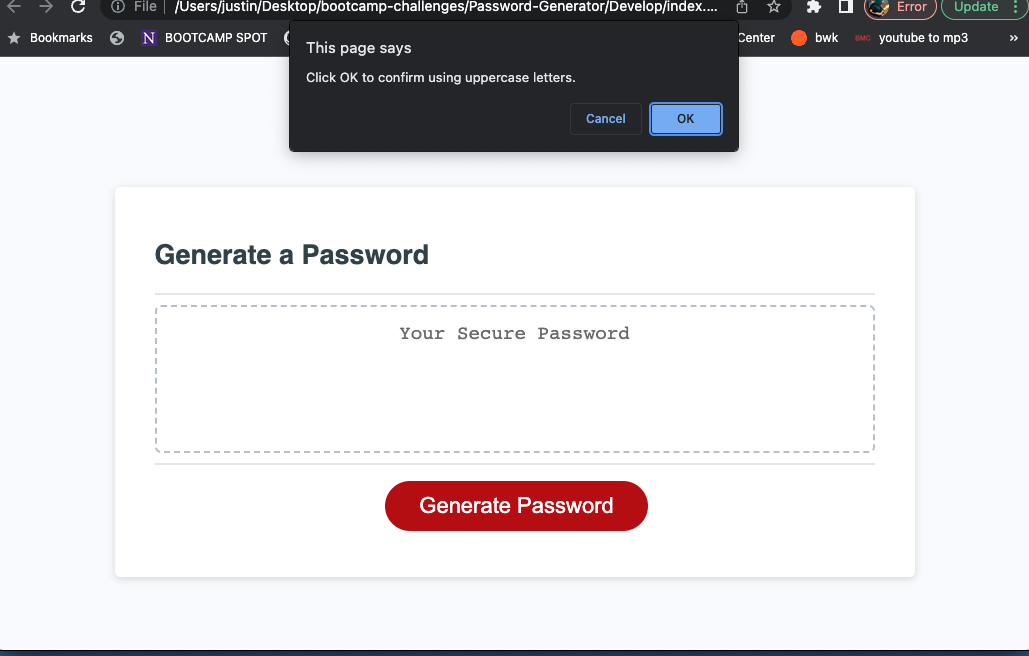 File /Users/justin/Desktop/bootcamp-challenges/Password-Generator/Develop/index.... Error Update
Bookmarks N BOOTCAMP SPOT Center bwk BMC youtube to mp3 »
This page says
Click OK to confirm using uppercase letters.
Cancel OK
Generate a Password
Your Secure Password
Generate Password